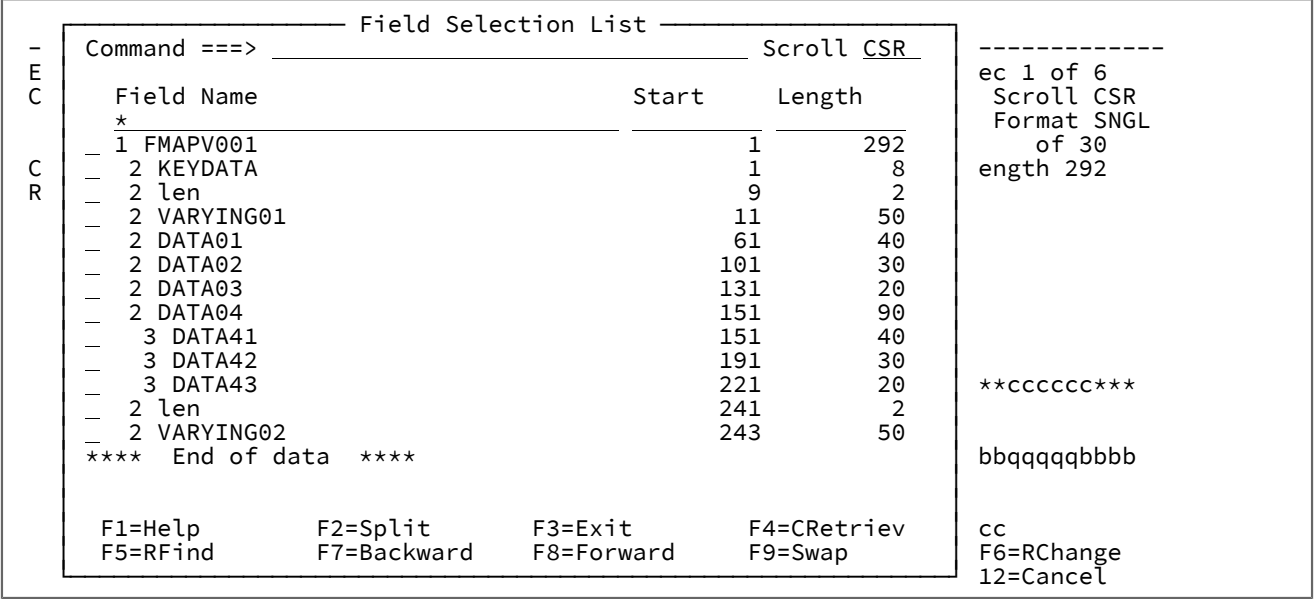 Field Selection List
– Command ===> Scroll CSR -------------
E ec 1 of 6
C Field Name Start Length Scroll CSR
* Format SNGL
_ 1 FMAPV001 1 292 of 30
C _ 2 KEYDATA 1 8 ength 292
R _ 2 len 9 2
_ 2 VARYING01 11 50
_ 2 DATA01 61 40
_ 2 DATA02 101 30
_ 2 DATA03 131 20
_ 2 DATA04 151 90
_ 3 DATA41 151 40
_ 3 DATA42 191 30
_ 3 DATA43 221 20 **cccccc***
_ 2 len 241 2
_ 2 VARYING02 243 50
**** End of data **** bbqqqqqbbbb
F1=Help F2=Split F3=Exit F4=CRetriev cc
F5=RFind F7=Backward F8=Forward F9=Swap F6=RChange
12=Cancel